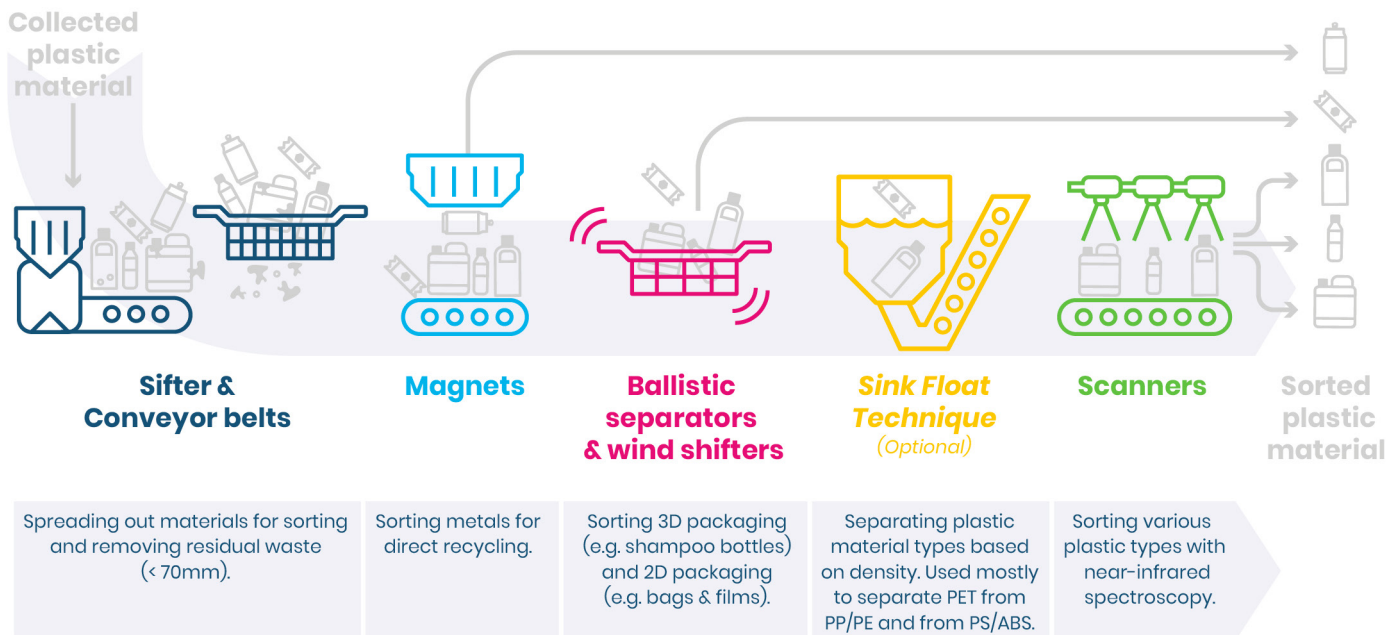 Collected
plastic
material
Sifter &
Conveyor belts
Magnets
Ballistic
separators
& wind shifters
Sink Float
Technique
(Optional)
Scanners
Sorted
plastic
material
Spreading out materials for sorting
and removing residual waste
(< 70mm).
Sorting metals for
direct recycling.
Sorting 3D packaging
(e.g. shampoo bottles)
and 2D packaging
(e.g. bags & films).
Separating plastic
material types based
on density. Used mostly
to separate PET from
PP/PE and from PS/ABS.
Sorting various
plastic types with
near-infrared
spectroscopy.